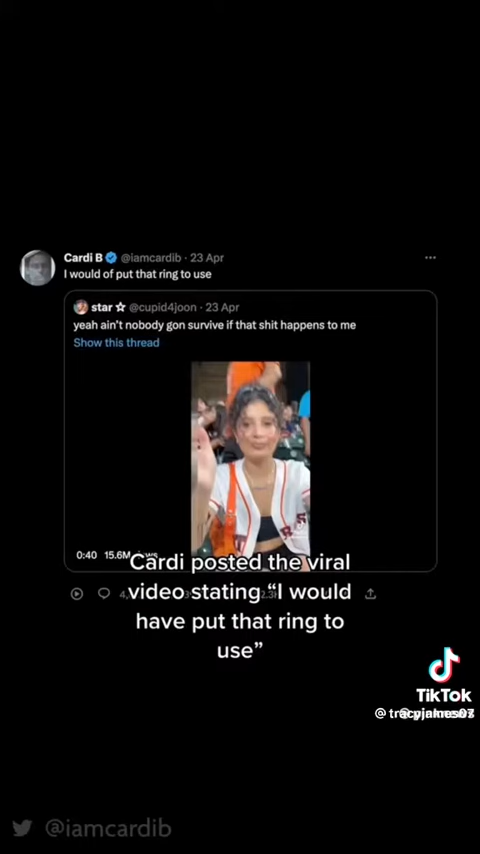 Cardi B @iamcardib · 23 Apr
I would of put that ring to use
star ☆ @cupid4joon · 23 Apr
yeah ain't nobody gon survive if that shit happens to me
Show this thread
0:40 15.6M
Cardi posted the viral
video stating “I would
have put that ring to
use”
TikTok
@iamcardib